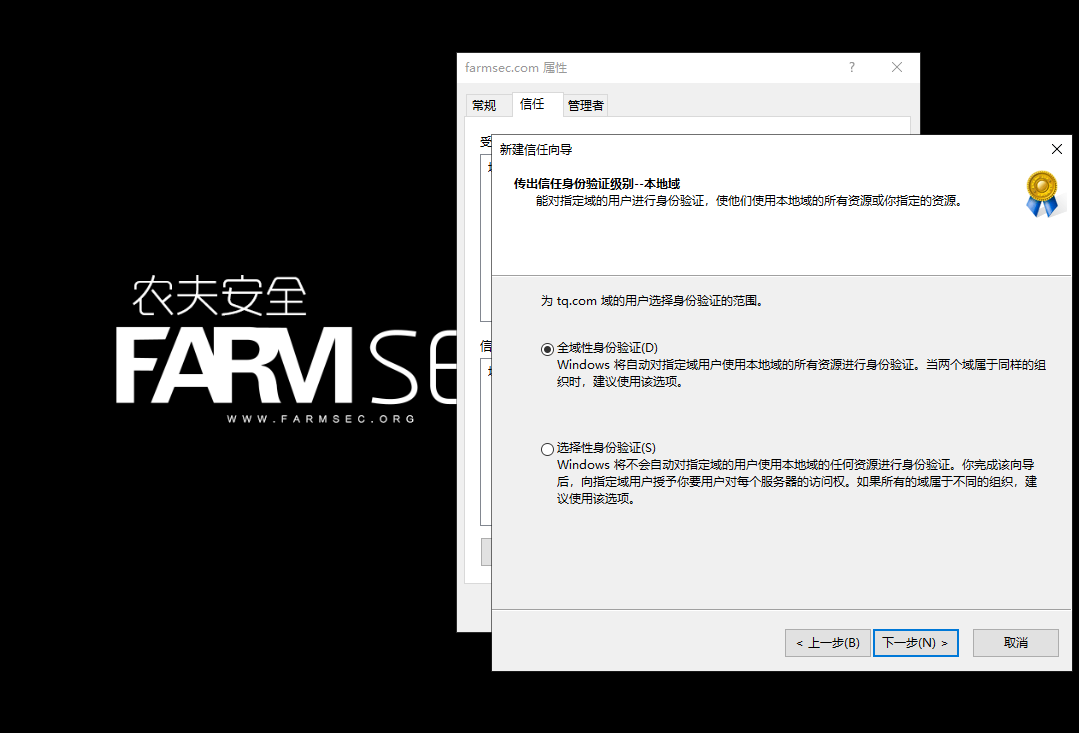 farmsec.com 属性
?
常规
信任
管理者
受
新建信任向导
传出信任身份验证级别--本地域
能对指定域的用户进行身份验证，使他们使用本地域的所有资源或你指定的资源。
农夫安全
FARMSE
WWW.FARMSEC.ORG
为 tq.com 域的用户选择身份验证的范围。
信
全域性身份验证(D)
Windows 将自动对指定域用户使用本地域的所有资源进行身份验证。当两个域属于同样的组
织时，建议使用该选项。
选择性身份验证(S)
Windows 将不会自动对指定域的用户使用本地域的任何资源进行身份验证。你完成该向导
后，向指定域用户授予你要用户对每个服务器的访问权。如果所有的域属于不同的组织，建
议使用该选项。
< 上一步(B)
下一步(N) >
取消